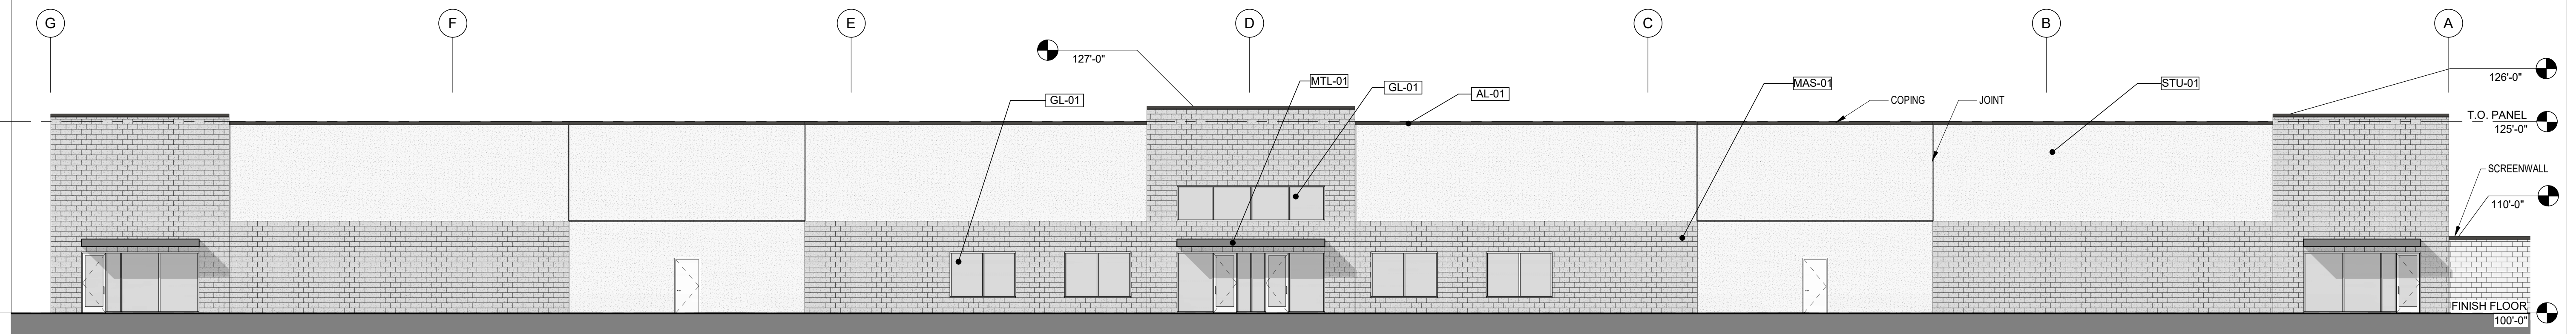 G
F
E
D
C
B
A
127'-0"
126'-0"
MTL-01
GL-01
MAS-01
STU-01
GL-01
AL-01
COPING
JOINT
T.O. PANEL
125'-0"
SCREENWALL
110'-0"
FINISH FLOOR
100'-0"